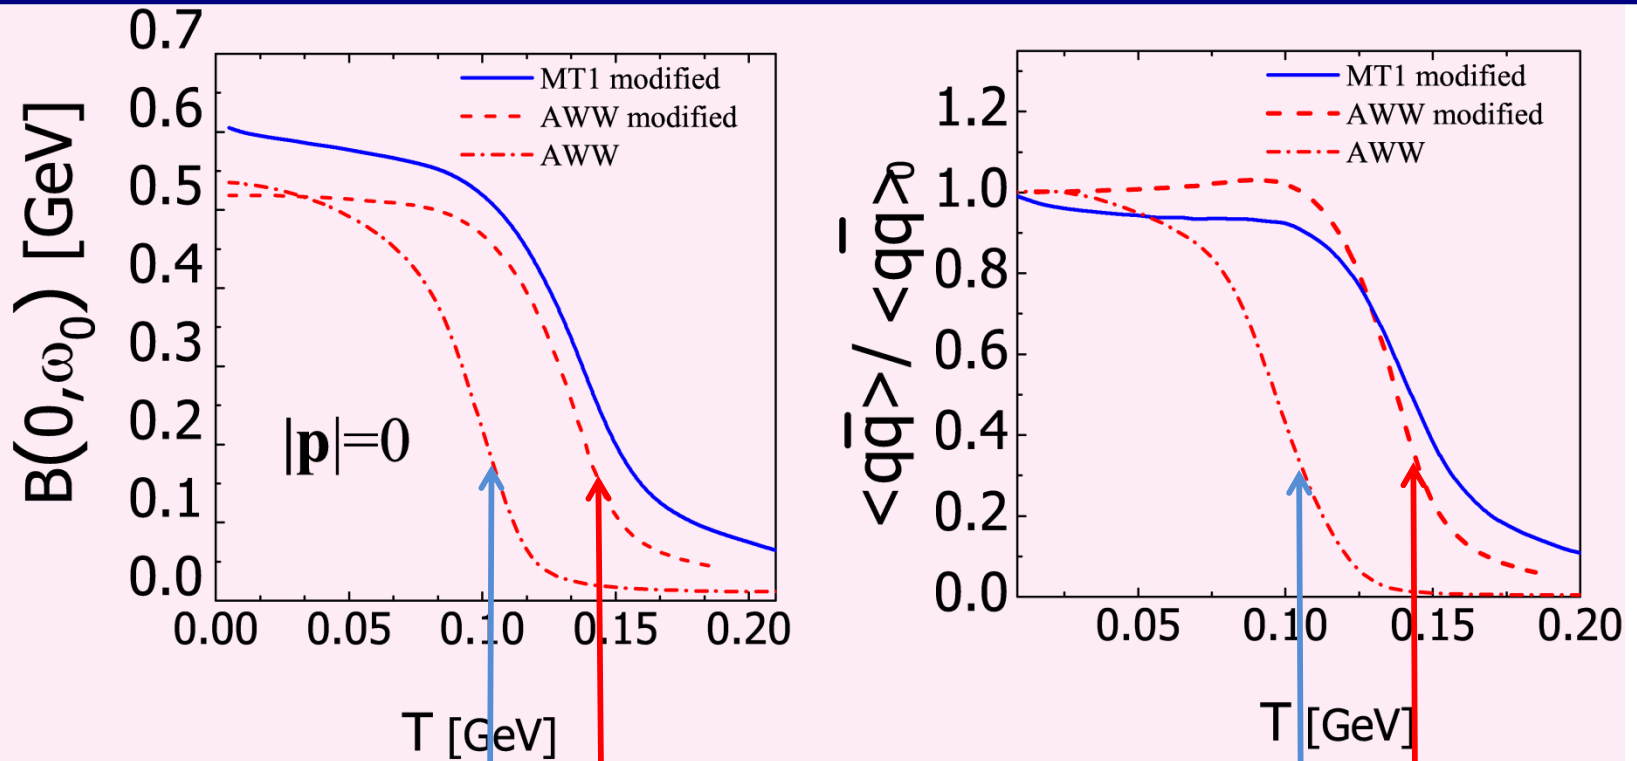 B(0,ω₀) [GeV]
0.7
0.6
0.5
0.4
0.3
0.2
0.1
0.0
MT1 modified
AWW modified
AWW
|p|=0
0.00 0.05 0.10 0.15 0.20
T [GeV]
<q̄q> / <q̄q>₀
1.2
1.0
0.8
0.6
0.4
0.2
0.0
MT1 modified
AWW modified
AWW
0.05 0.10 0.15 0.20
T [GeV]